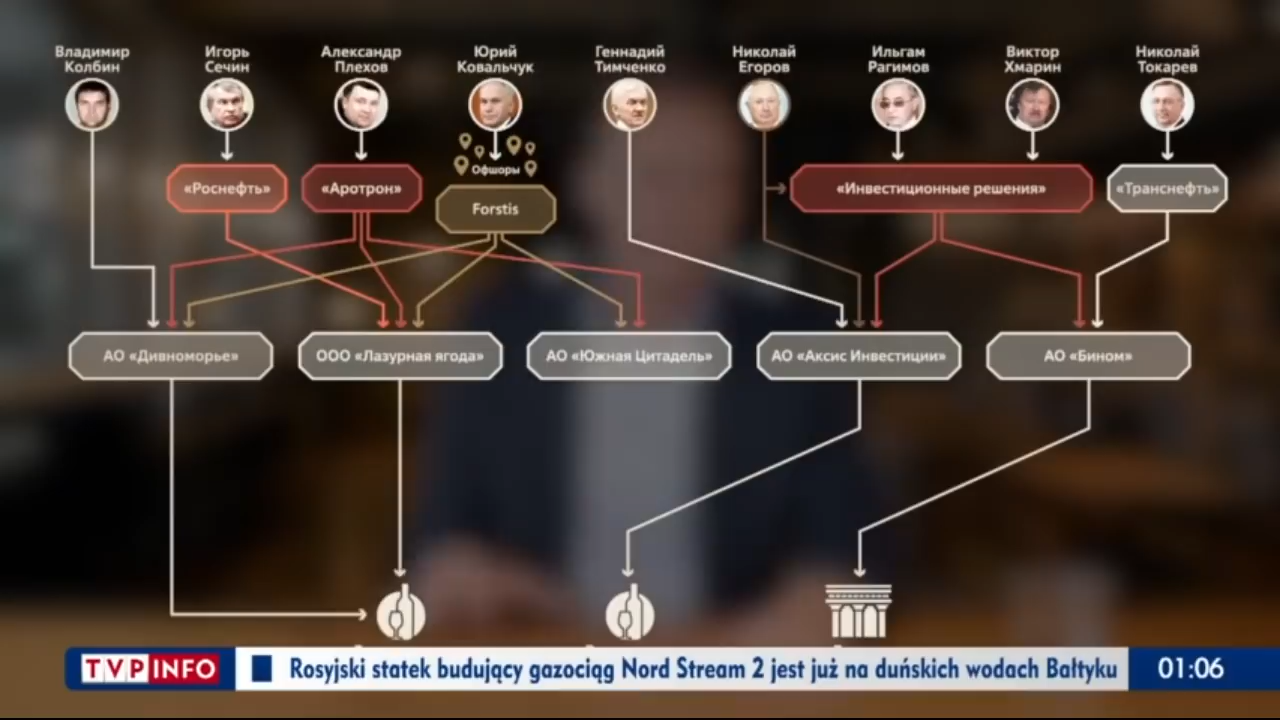 Владимир
Колбин
Игорь
Сечин
Александр
Плехов
Юрий
Ковальчук
Геннадий
Тимченко
Николай
Егоров
Ильгам
Рагимов
Виктор
Хмарин
Николай
Токарев
Офшоры
«Роснефть»
«Аротрон»
Forstis
«Инвестиционные решения»
«Транснефть»
АО «Дивноморье»
ООО «Лазурная ягода»
АО «Южная Цитадель»
АО «Аксис Инвестиции»
АО «Бином»
TVP INFO
Rosyjski statek budujący gazociąg Nord Stream 2 jest już na duńskich wodach Bałtyku
01:06